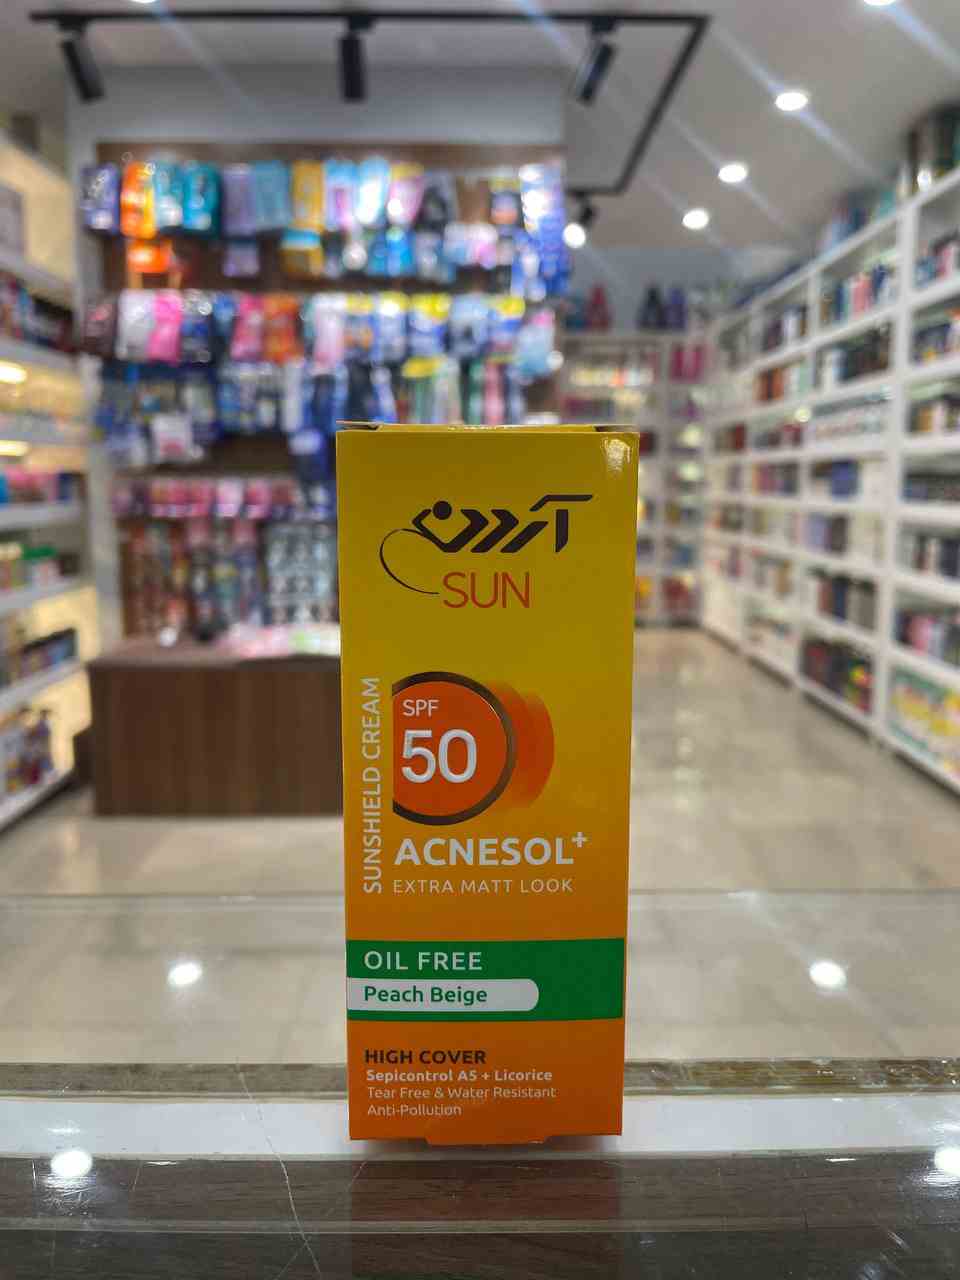 آردن
SUN
SUNSHIELD CREAM
SPF
50
ACNESOL+
EXTRA MATT LOOK
OIL FREE
Peach Beige
HIGH COVER
Sepicontrol A5 + Licorice
Tear Free & Water Resistant
Anti-Pollution